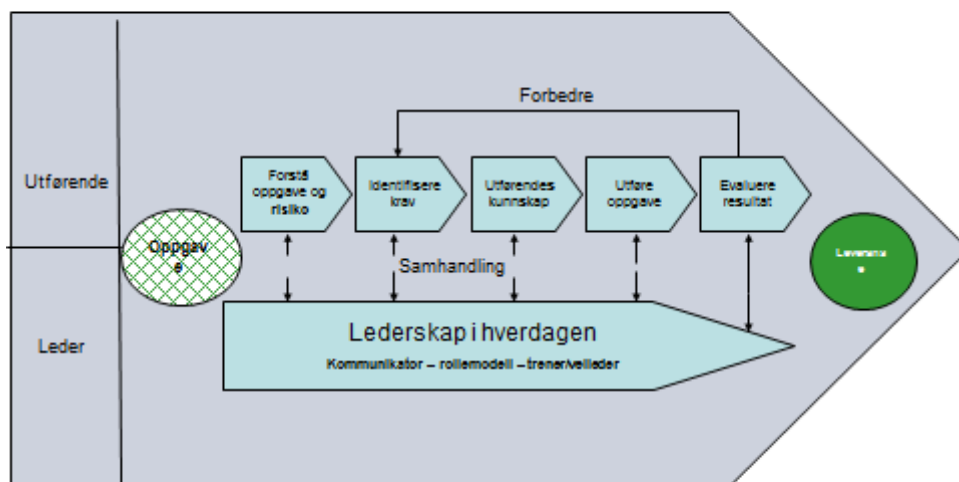 Forbedre
Utførende
Forstå
oppgave og
risiko
Identifisere
krav
Utførendes
kunnskap
Utføre
oppgave
Evaluere
resultat
Oppgav
e
Samhandling
Leverans
e
Leder
Lederskap i hverdagen
Kommunikator – rollemodell – trener/veileder